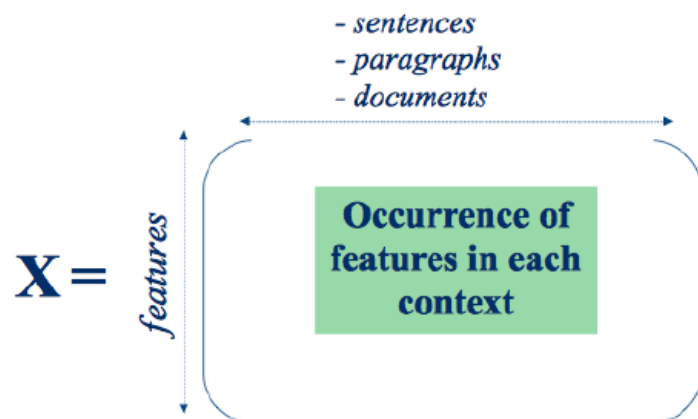 - sentences
- paragraphs
- documents
features
X =
Occurrence of
features in each
context